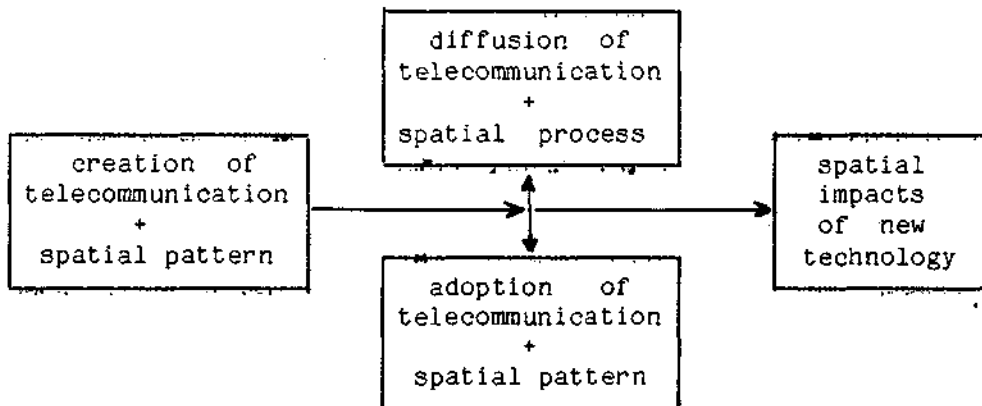 diffusion of
telecommunication
+
spatial process
creation of
telecommunication
+
spatial pattern
spatial
impacts
of new
technology
adoption of
telecommunication
+
spatial pattern